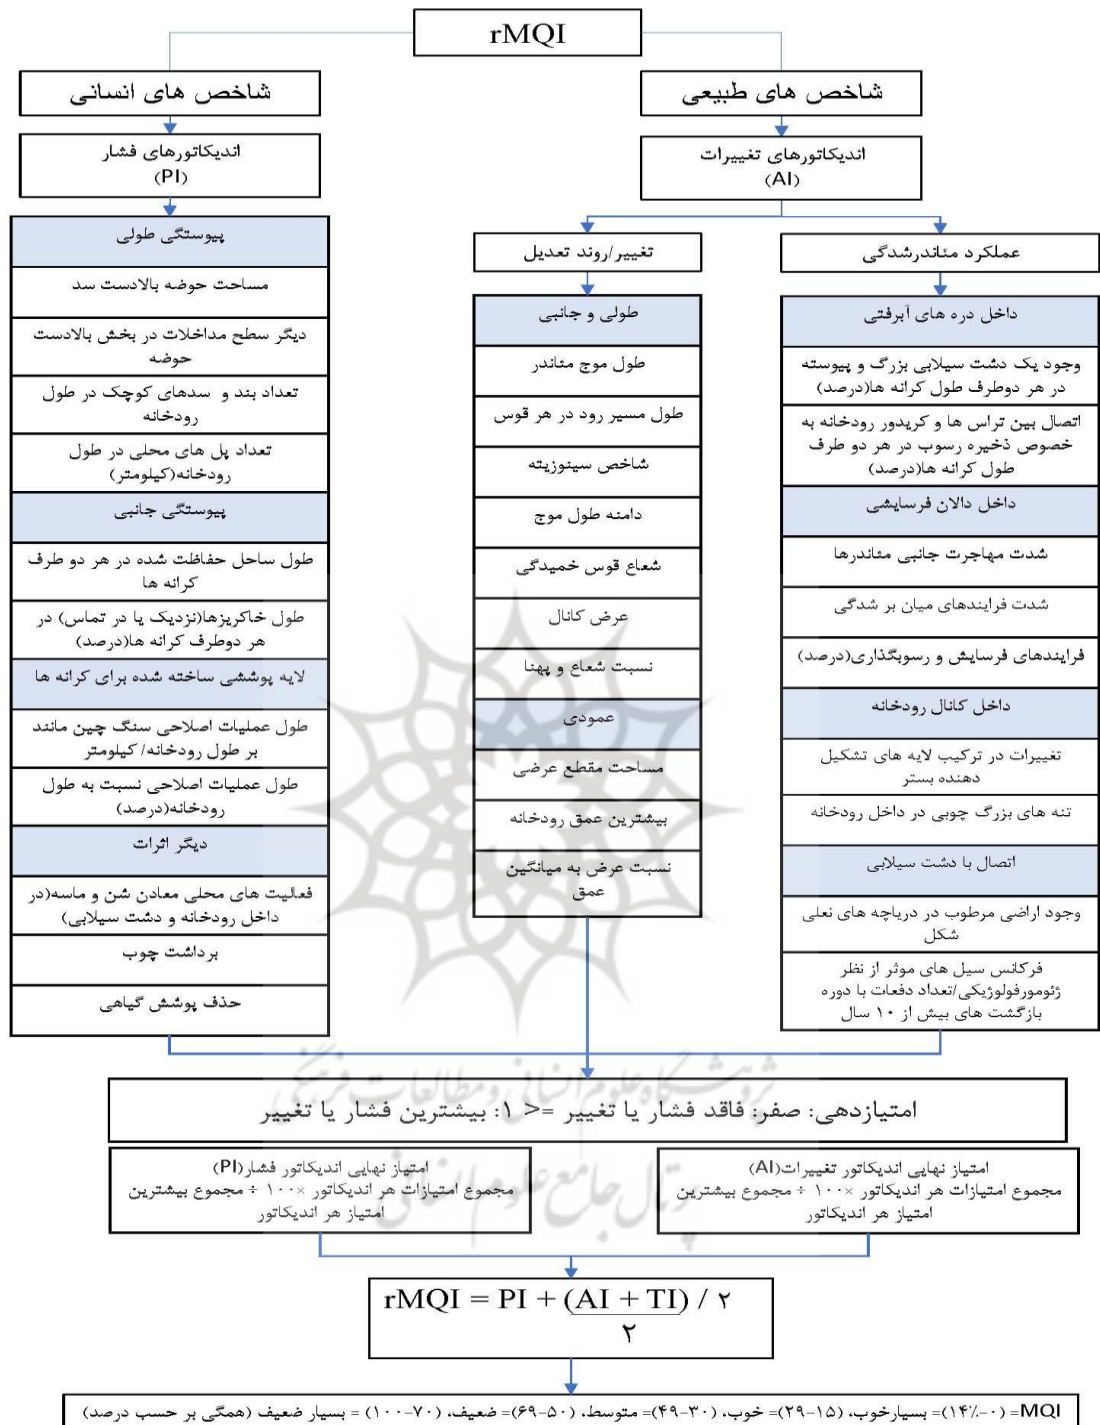 rMQI
شاخص های طبیعی
اندیکاتورهای تغییرات
(AI)
عملکرد مئاندرشدگی
داخل دره های آبرفتی
وجود یک دشت سیلابی بزرگ و پیوسته
در هر دوطرف طول کرانه ها(درصد)
اتصال بین تراس ها و کریدور رودخانه به
خصوص ذخیره رسوب در هر دو طرف
طول کرانه ها(درصد)
داخل دالان فرسایشی
شدت مهاجرت جانبی مئاندرها
شدت فرایندهای میان بر شدگی
فرایندهای فرسایش و رسوبگذاری(درصد)
داخل کانال رودخانه
تغییرات در ترکیب لایه های تشکیل
دهنده بستر
تنه های بزرگ چوبی در داخل رودخانه
اتصال با دشت سیلابی
وجود اراضی مرطوب در دریاچه های نعلی
شکل
فرکانس سیل های موثر از نظر
ژئومورفولوژیکی/تعداد دفعات با دوره
بازگشت های بیش از ۱۰ سال
تغییر/روند تعدیل
طولی و جانبی
طول موج مئاندر
طول مسیر رود در هر قوس
شاخص سینوزیته
دامنه طول موج
شعاع قوس خمیدگی
عرض کانال
نسبت شعاع و پهنا
عمودی
مساحت مقطع عرضی
بیشترین عمق رودخانه
نسبت عرض به میانگین
عمق
شاخص های انسانی
اندیکاتورهای فشار
(PI)
پیوستگی طولی
مساحت حوضه بالادست سد
دیگر سطح مداخلات در بخش بالادست
حوضه
تعداد بند و سدهای کوچک در طول
رودخانه
تعداد پل های محلی در طول
رودخانه(کیلومتر)
پیوستگی جانبی
طول ساحل حفاظت شده در هر دو طرف
کرانه ها
طول خاکریزها(نزدیک یا در تماس) در
هر دوطرف کرانه ها(درصد)
لایه پوششی ساخته شده برای کرانه ها
طول عملیات اصلاحی سنگ چین مانند
بر طول رودخانه/ کیلومتر
طول عملیات اصلاحی نسبت به طول
رودخانه(درصد)
دیگر اثرات
فعالیت های محلی معادن شن و ماسه(در
داخل رودخانه و دشت سیلابی)
برداشت چوب
حذف پوشش گیاهی
پژوهشگاه علوم انسانی و مطالعات فرهنگی
پرتال جامع علوم انسانی
امتیازدهی: صفر: فاقد فشار یا تغییر =< ۱: بیشترین فشار یا تغییر
امتیاز نهایی اندیکاتور تغییرات(AI)
مجموع امتیازات هر اندیکاتور ×۱۰۰ ÷ مجموع بیشترین
امتیاز هر اندیکاتور
امتیاز نهایی اندیکاتور فشار(PI)
مجموع امتیازات هر اندیکاتور ×۱۰۰ ÷ مجموع بیشترین
امتیاز هر اندیکاتور
rMQI = PI + (AI + TI) / ۲
۲
MQI= (۰-۱۴٪)= بسیارخوب، (۱۵-۲۹)= خوب، (۳۰-۴۹)= متوسط، (۵۰-۶۹)= ضعیف، (۷۰-۱۰۰) = بسیار ضعیف (همگی بر حسب درصد)